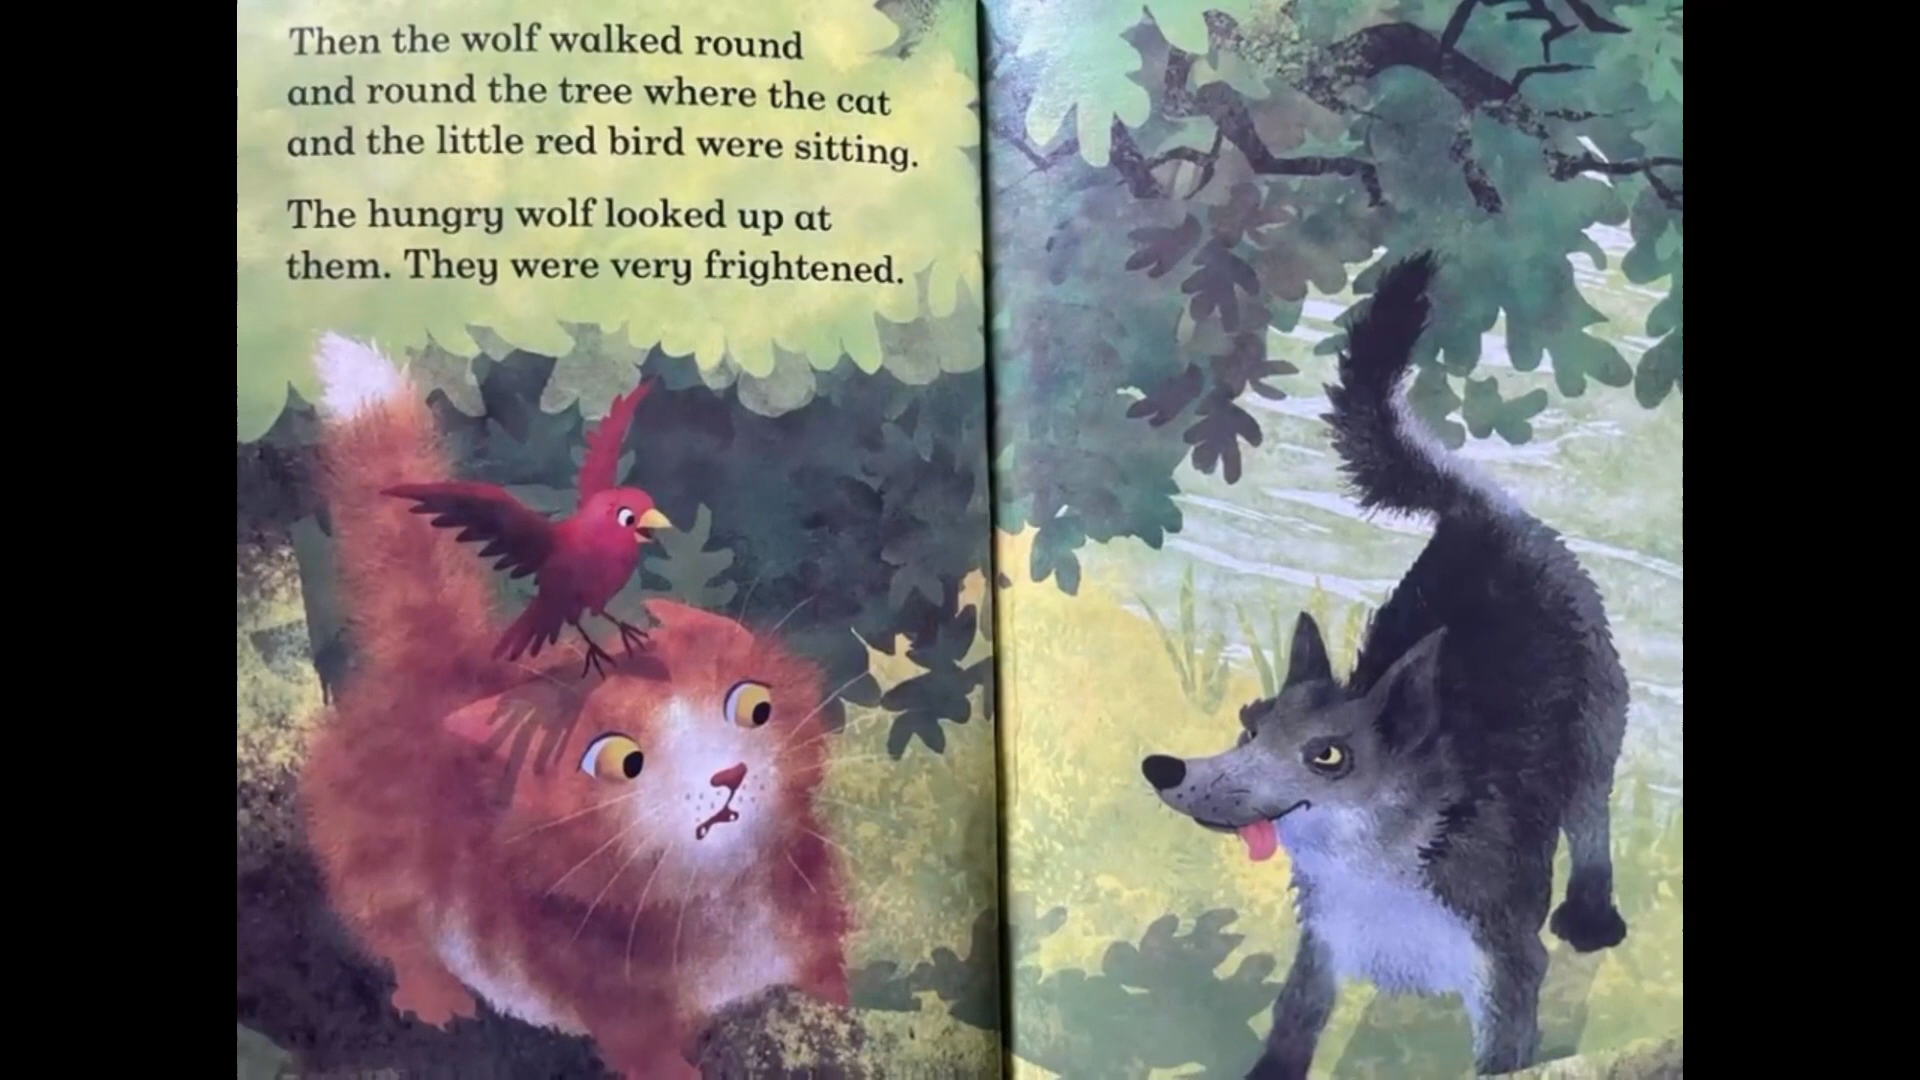 Then the wolf walked round
and round the tree where the cat
and the little red bird were sitting.
The hungry wolf looked up at
them. They were very frightened.